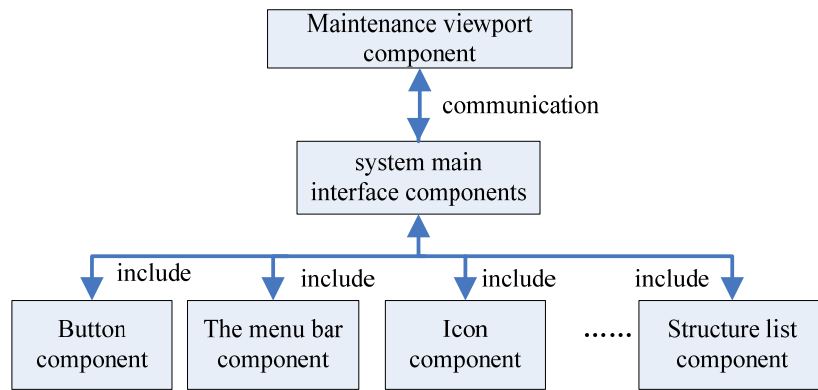 Maintenance viewport
component
communication
system main
interface components
include
include
include
include
Button
component
The menu bar
component
Icon
component
……
Structure list
component